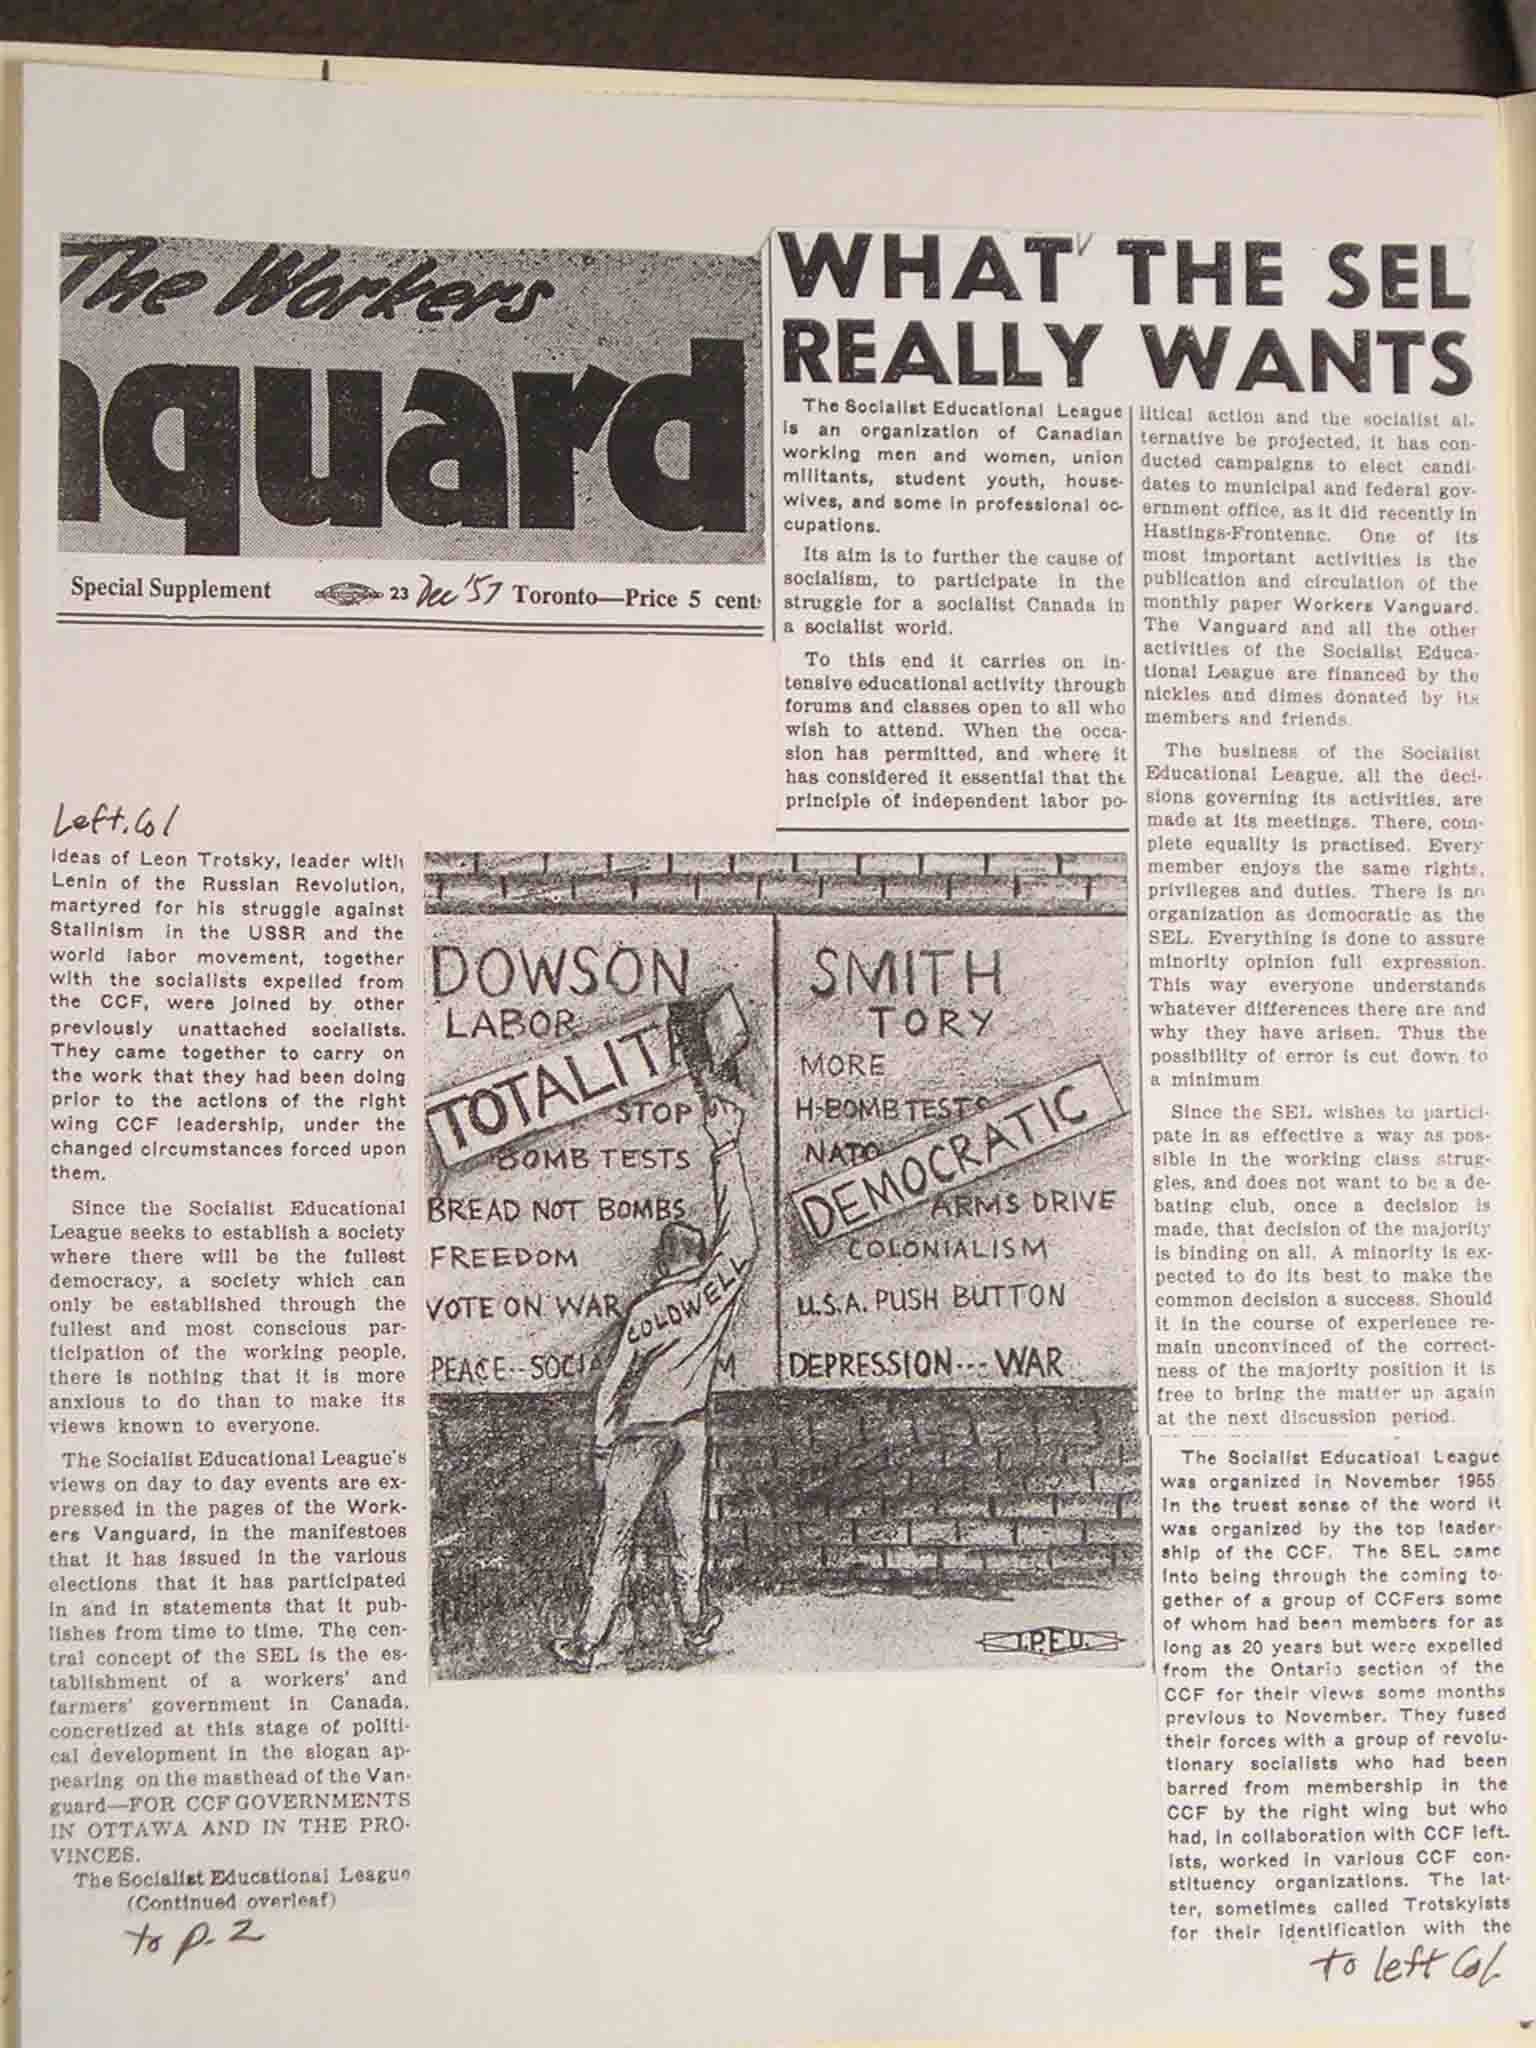 The Workers
nguard
Special Supplement 23 Dec '57 Toronto—Price 5 cent
WHAT THE SEL
REALLY WANTS
The Socialist Educational League
is an organization of Canadian
working men and women, union
militants, student youth, house-
wives, and some in professional oc-
cupations.
Its aim is to further the cause of
socialism, to participate in the
struggle for a socialist Canada in
a socialist world.
To this end it carries on in-
tensive educational activity through
forums and classes open to all who
wish to attend. When the occa-
sion has permitted, and where it
has considered it essential that the
principle of independent labor po-
litical action and the socialist al-
ternative be projected, it has con-
ducted campaigns to elect candi-
dates to municipal and federal gov-
ernment office, as it did recently in
Hastings-Frontenac. One of its
most important activities is the
publication and circulation of the
monthly paper Workers Vanguard.
The Vanguard and all the other
activities of the Socialist Educa-
tional League are financed by the
nickles and dimes donated by its
members and friends.
The business of the Socialist
Educational League, all the deci-
sions governing its activities, are
made at its meetings. There, com-
plete equality is practised. Every
member enjoys the same rights,
privileges and duties. There is no
organization as democratic as the
SEL. Everything is done to assure
minority opinion full expression.
This way everyone understands
whatever differences there are and
why they have arisen. Thus the
possibility of error is cut down to
a minimum
Since the SEL wishes to partici-
pate in as effective a way as pos-
sible in the working class strug-
gles, and does not want to be a de-
bating club, once a decision is
made, that decision of the majority
is binding on all. A minority is ex-
pected to do its best to make the
common decision a success. Should
it in the course of experience re-
main unconvinced of the correct-
ness of the majority position it is
free to bring the matter up again
at the next discussion period.
The Socialist Educational League
was organized in November 1955.
In the truest sense of the word it
was organized by the top leader-
ship of the CCF. The SEL came
into being through the coming to-
gether of a group of CCFers some
of whom had been members for as
long as 20 years but were expelled
from the Ontario section of the
CCF for their views some months
previous to November. They fused
their forces with a group of revolu-
tionary socialists who had been
barred from membership in the
CCF by the right wing but who
had, in collaboration with CCF left-
ists, worked in various CCF con-
stituency organizations. The lat-
ter, sometimes called Trotskyists
for their identification with the
to left Col.
Left. Col
ideas of Leon Trotsky, leader with
Lenin of the Russian Revolution,
martyred for his struggle against
Stalinism in the USSR and the
world labor movement, together
with the socialists expelled from
the CCF, were joined by other
previously unattached socialists.
They came together to carry on
the work that they had been doing
prior to the actions of the right
wing CCF leadership, under the
changed circumstances forced upon
them.
Since the Socialist Educational
League seeks to establish a society
where there will be the fullest
democracy, a society which can
only be established through the
fullest and most conscious par-
ticipation of the working people,
there is nothing that it is more
anxious to do than to make its
views known to everyone.
The Socialist Educational League's
views on day to day events are ex-
pressed in the pages of the Work-
ers Vanguard, in the manifestoes
that it has issued in the various
elections that it has participated
in and in statements that it pub-
lishes from time to time. The cen-
tral concept of the SEL is the es-
tablishment of a workers' and
farmers' government in Canada,
concretized at this stage of politi-
cal development in the slogan ap-
pearing on the masthead of the Van-
guard—FOR CCF GOVERNMENTS
IN OTTAWA AND IN THE PRO-
VINCES.
The Socialist Educational League
(Continued overleaf)
to p. 2
DOWSON
LABOR
TOTALITA
STOP
BOMB TESTS
BREAD NOT BOMBS
FREEDOM
VOTE ON WAR
PEACE--SOCIA M
COLDWELL
SMITH
TORY
MORE
H-BOMB TESTS
NATO
DEMOCRATIC
ARMS DRIVE
COLONIALISM
U.S.A. PUSH BUTTON
DEPRESSION---WAR
I.P.E.U.